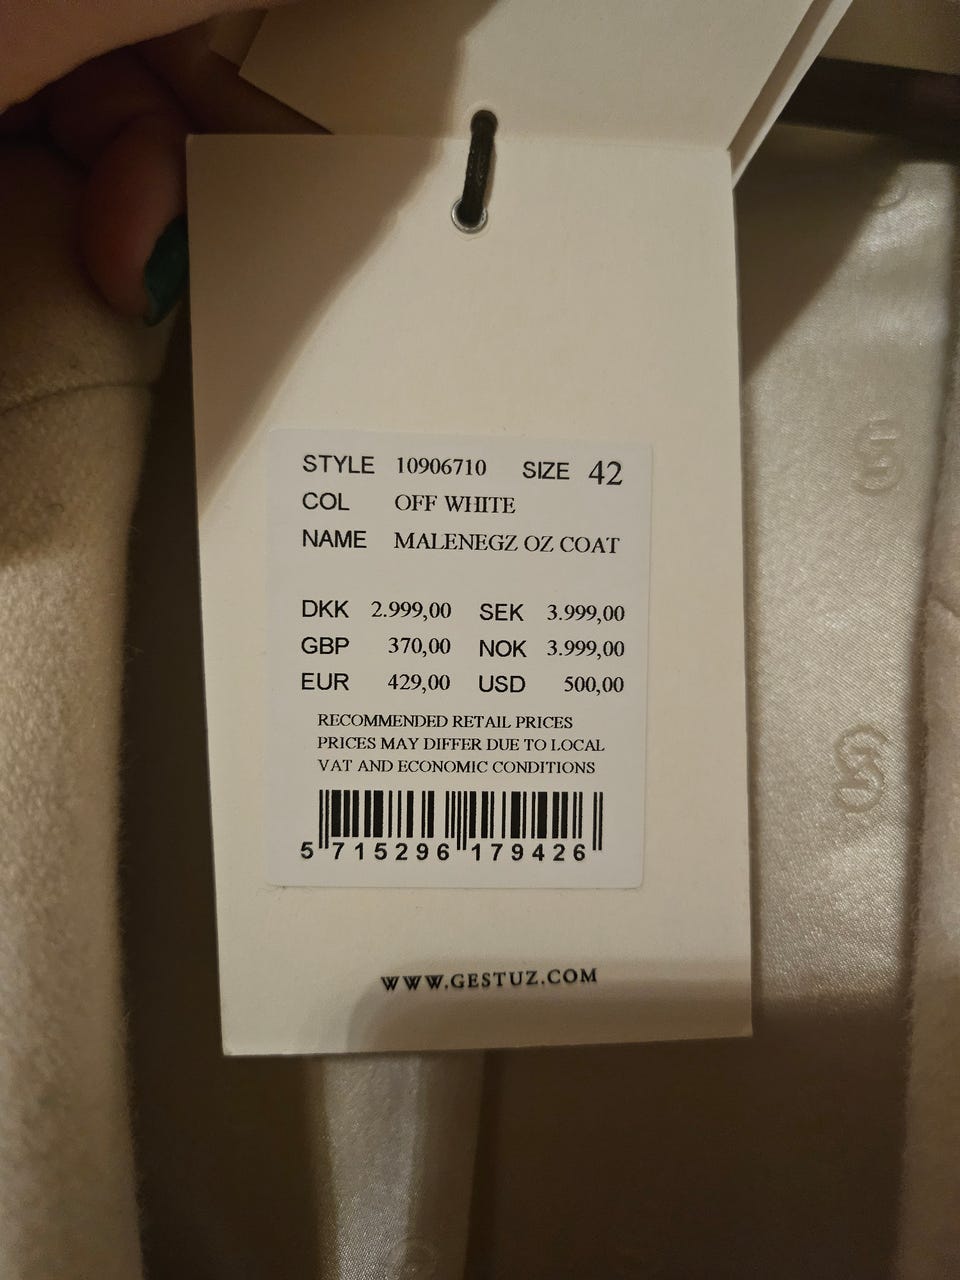 STYLE 10906710 SIZE 42
COL OFF WHITE
NAME MALENEGZ OZ COAT
DKK 2.999,00 SEK 3.999,00
GBP 370,00 NOK 3.999,00
EUR 429,00 USD 500,00
RECOMMENDED RETAIL PRICES
PRICES MAY DIFFER DUE TO LOCAL
VAT AND ECONOMIC CONDITIONS
5 715296 179426
WWW.GESTUZ.COM